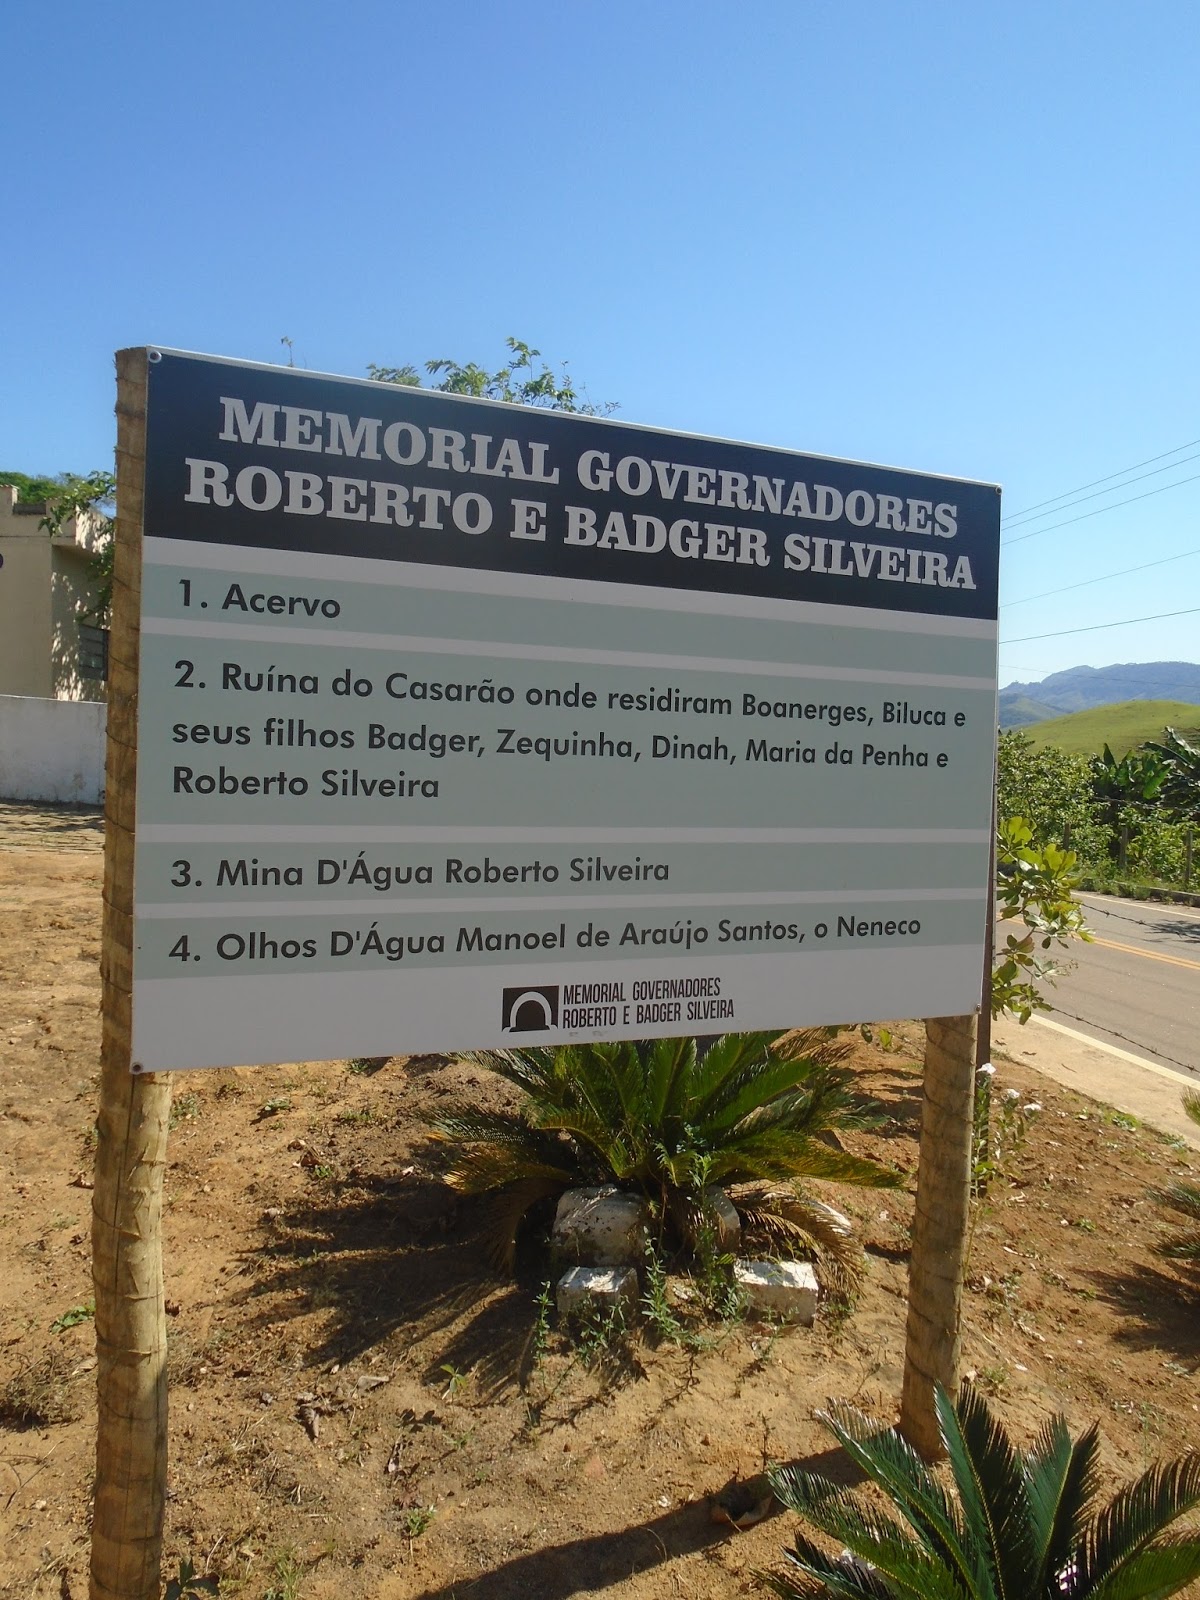 MEMORIAL GOVERNADORES
ROBERTO E BADGER SILVEIRA
1. Acervo
2. Ruína do Casarão onde residiram Boanerges, Biluca e
seus filhos Badger, Zequinha, Dinah, Maria da Penha e
Roberto Silveira
3. Mina D'Água Roberto Silveira
4. Olhos D'Água Manoel de Araújo Santos, o Neneco
MEMORIAL GOVERNADORES
ROBERTO E BADGER SILVEIRA